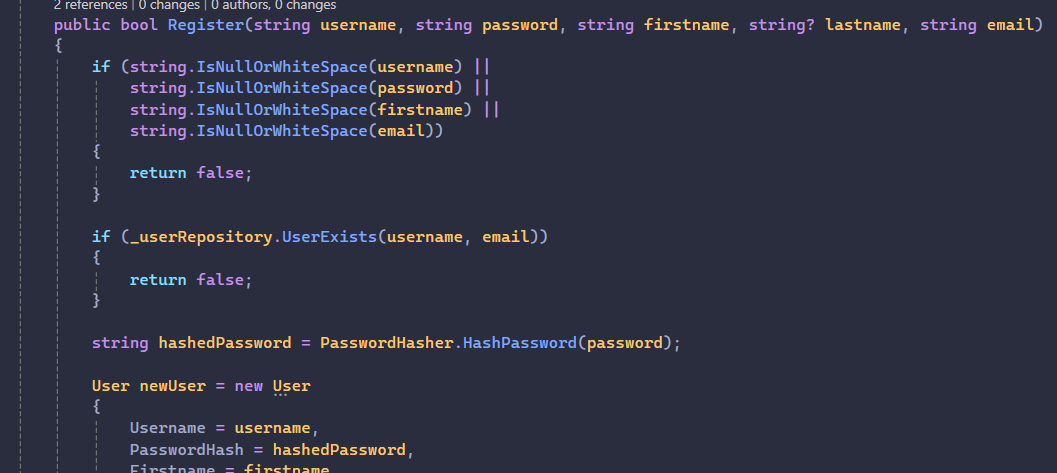 2 references | 0 changes | 0 authors, 0 changes
public bool Register(string username, string password, string firstname, string? lastname, string email)
{
    if (string.IsNullOrWhiteSpace(username) ||
        string.IsNullOrWhiteSpace(password) ||
        string.IsNullOrWhiteSpace(firstname) ||
        string.IsNullOrWhiteSpace(email))
    {
        return false;
    }

    if (_userRepository.UserExists(username, email))
    {
        return false;
    }

    string hashedPassword = PasswordHasher.HashPassword(password);

    User newUser = new User
    {
        Username = username,
        PasswordHash = hashedPassword,
        Firstname = firstname